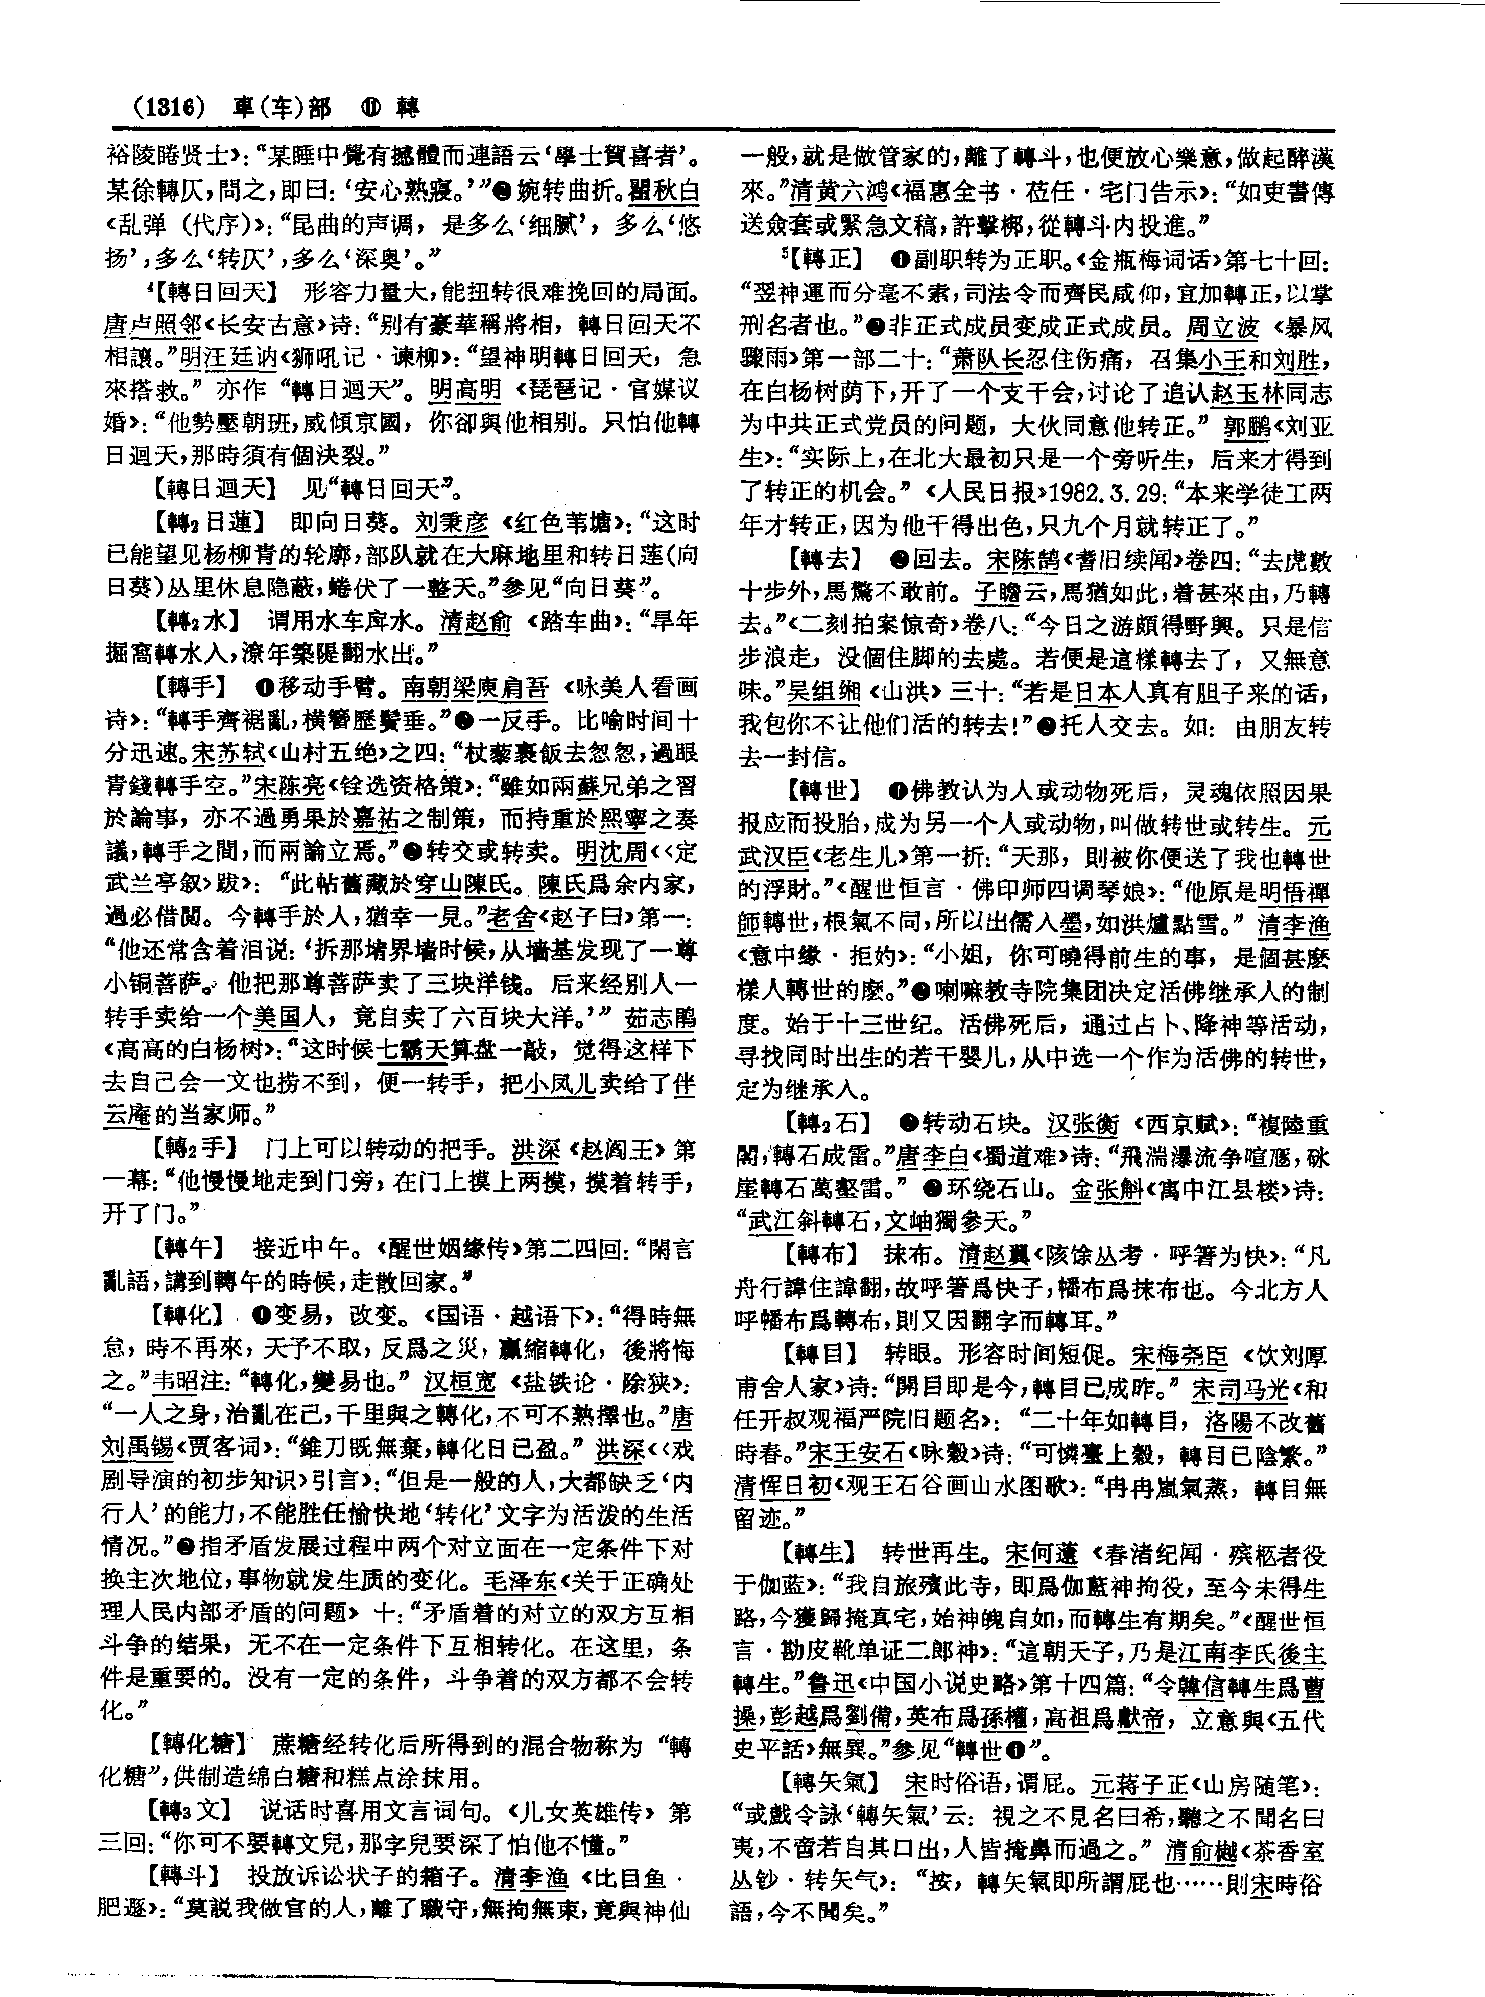 (1316) 車(车)部 ⑪ 轉
裕陵睠贤士》：“某睡中覺有撼體而連語云‘學士賀喜者’。
某徐轉仄，問之，即曰：‘安心熟寢。’”❷婉转曲折。瞿秋白
《乱弹（代序）》：“昆曲的声调，是多么‘细腻’，多么‘悠
扬’，多么‘转仄’，多么‘深奥’。”
⁴【轉日回天】 形容力量大，能扭转很难挽回的局面。
唐卢照邻《长安古意》诗：“别有豪華稱將相，轉日回天不
相讓。”明汪廷讷《狮吼记·谏柳》：“望神明轉日回天，急
來搭救。”亦作“轉日迴天”。明高明《琵琶记·官媒议
婚》：“他勢壓朝班，威傾京國，你卻與他相别。只怕他轉
日迴天，那時須有個決裂。”
【轉日迴天】 见“轉日回天”。
【轉₂日蓮】 即向日葵。刘秉彦《红色苇塘》：“这时
已能望见杨柳青的轮廓，部队就在大麻地里和转日莲(向
日葵)丛里休息隐蔽，蜷伏了一整天。”参见“向日葵”。
【轉₂水】 谓用水车戽水。清赵俞《踏车曲》：“旱年
掘窩轉水入，潦年築隄翻水出。”
【轉手】 ❶移动手臂。南朝梁庾肩吾《咏美人看画
诗》：“轉手齊裾亂，横簪歷鬢垂。”❷一反手。比喻时间十
分迅速。宋苏轼《山村五绝》之四：“杖藜裹飯去怱怱，過眼
青錢轉手空。”宋陈亮《铨选资格策》：“雖如兩蘇兄弟之習
於論事，亦不過勇果於嘉祐之制策，而持重於熙寧之奏
議，轉手之間，而兩論立焉。”❸转交或转卖。明沈周《〈定
武兰亭叙〉跋》：“此帖舊藏於穿山陳氏。陳氏爲余内家，
過必借閲。今轉手於人，猶幸一見。”老舍《赵子曰》第一：
“他还常含着泪说：‘拆那堵界墙时候，从墙基发现了一尊
小铜菩萨。他把那尊菩萨卖了三块洋钱。后来经别人一
转手卖给一个美国人，竟自卖了六百块大洋。’”茹志鹃
《高高的白杨树》：“这时候七霸天算盘一敲，觉得这样下
去自己会一文也捞不到，便一转手，把小凤儿卖给了伴
云庵的当家师。”
【轉₂手】 门上可以转动的把手。洪深《赵阎王》第
一幕：“他慢慢地走到门旁，在门上摸上两摸，摸着转手，
开了门。”
【轉午】 接近中午。《醒世姻缘传》第二四回：“閑言
亂語，講到轉午的時候，走散回家。”
【轉化】 ❶变易，改变。《国语·越语下》：“得時無
怠，時不再來，天予不取，反爲之災，贏縮轉化，後將悔
之。”韦昭注：“轉化，變易也。”汉桓宽《盐铁论·除狭》：
“一人之身，治亂在己，千里與之轉化，不可不熟擇也。”唐
刘禹锡《贾客词》：“錐刀既無棄，轉化日已盈。”洪深《〈戏
剧导演的初步知识〉引言》：“但是一般的人，大都缺乏‘内
行人’的能力，不能胜任愉快地‘转化’文字为活泼的生活
情况。”❷指矛盾发展过程中两个对立面在一定条件下对
换主次地位，事物就发生质的变化。毛泽东《关于正确处
理人民内部矛盾的问题》十：“矛盾着的对立的双方互相
斗争的结果，无不在一定条件下互相转化。在这里，条
件是重要的。没有一定的条件，斗争着的双方都不会转
化。”
【轉化糖】 蔗糖经转化后所得到的混合物称为“轉
化糖”，供制造绵白糖和糕点涂抹用。
【轉₃文】 说话时喜用文言词句。《儿女英雄传》第
三回：“你可不要轉文兒，那字兒要深了怕他不懂。”
【轉斗】 投放诉讼状子的箱子。清李渔《比目鱼·
肥遯》：“莫説我做官的人，離了職守，無拘無束，竟與神仙
一般，就是做管家的，離了轉斗，也便放心樂意，做起醉漢
來。”清黄六鸿《福惠全书·莅任·宅门告示》：“如吏書傳
送僉套或緊急文稿，許擊梆，從轉斗内投進。”
⁵【轉正】 ❶副职转为正职。《金瓶梅词话》第七十回：
“翌神運而分毫不紊，司法令而齊民咸仰，宜加轉正，以掌
刑名者也。”❷非正式成员变成正式成员。周立波《暴风
骤雨》第一部二十：“萧队长忍住伤痛，召集小王和刘胜，
在白杨树荫下，开了一个支干会，讨论了追认赵玉林同志
为中共正式党员的问题，大伙同意他转正。”郭鹏《刘亚
生》：“实际上，在北大最初只是一个旁听生，后来才得到
了转正的机会。”《人民日报》1982.3.29：“本来学徒工两
年才转正，因为他干得出色，只九个月就转正了。”
【轉去】 ❶回去。宋陈鹄《耆旧续闻》卷四：“去虎數
十步外，馬驚不敢前。子瞻云，馬猶如此，着甚來由，乃轉
去。”《二刻拍案惊奇》卷八：“今日之游頗得野興。只是信
步浪走，没個住脚的去處。若便是這樣轉去了，又無意
味。”吴组缃《山洪》三十：“若是日本人真有胆子来的话，
我包你不让他们活的转去！”❷托人交去。如：由朋友转
去一封信。
【轉世】 ❶佛教认为人或动物死后，灵魂依照因果
报应而投胎，成为另一个人或动物，叫做转世或转生。元
武汉臣《老生儿》第一折：“天那，則被你便送了我也轉世
的浮財。”《醒世恒言·佛印师四调琴娘》：“他原是明悟禪
師轉世，根氣不同，所以出儒入墨，如洪爐點雪。”清李渔
《意中缘·拒妁》：“小姐，你可曉得前生的事，是個甚麽
樣人轉世的麽。”❷喇嘛教寺院集团决定活佛继承人的制
度。始于十三世纪。活佛死后，通过占卜、降神等活动，
寻找同时出生的若干婴儿，从中选一个作为活佛的转世，
定为继承人。
【轉₂石】 ❶转动石块。汉张衡《西京赋》：“複陸重
閣，轉石成雷。”唐李白《蜀道难》诗：“飛湍瀑流争喧豗，砯
崖轉石萬壑雷。”❷环绕石山。金张斛《寓中江县楼》诗：
“武江斜轉石，文岫獨參天。”
【轉布】 抹布。清赵翼《陔馀丛考·呼箸为快》：“凡
舟行諱住諱翻，故呼箸爲快子，幡布爲抹布也。今北方人
呼幡布爲轉布，則又因翻字而轉耳。”
【轉目】 转眼。形容时间短促。宋梅尧臣《饮刘原
甫舍人家》诗：“開目即是今，轉目已成昨。”宋司马光《和
任开叔观福严院旧题名》：“二十年如轉目，洛陽不改舊
時春。”宋王安石《咏縠》诗：“可憐臺上縠，轉目已陰繁。”
清恽日初《观王石谷画山水图歌》：“冉冉嵐氣蒸，轉目無
留迹。”
【轉生】 转世再生。宋何薳《春渚纪闻·殡柩者役
于伽蓝》：“我自旅殯此寺，即爲伽藍神拘役，至今未得生
路，今獲歸掩真宅，始神魄自如，而轉生有期矣。”《醒世恒
言·勘皮靴单证二郎神》：“這朝天子，乃是江南李氏後主
轉生。”鲁迅《中国小说史略》第十四篇：“令韓信轉生爲曹
操，彭越爲劉備，英布爲孫權，高祖爲獻帝，立意與《五代
史平話》無異。”参见“轉世❶”。
【轉矢氣】 宋时俗语，谓屁。元蒋子正《山房随笔》：
“或戲令詠‘轉矢氣’云：視之不見名曰希，聽之不聞名曰
夷，不啻若自其口出，人皆掩鼻而過之。”清俞樾《茶香室
丛钞·转矢气》：“按，轉矢氣即所謂屁也……則宋時俗
語，今不聞矣。”